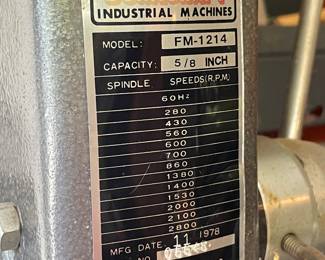 INDUSTRIAL MACHINES
MODEL: FM-1214
CAPACITY: 5/8 INCH
SPINDLE SPEEDS (R.P.M.)
60Hz
280
430
560
600
700
860
1380
1400
1530
2000
2100
2800
MFG DATE 11 1978
NO.